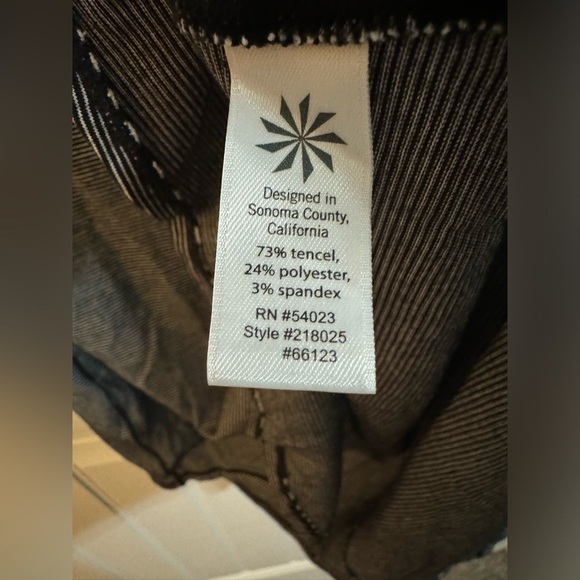 Designed in
Sonoma County,
California
73% tencel,
24% polyester,
3% spandex
RN #54023
Style #218025
#66123